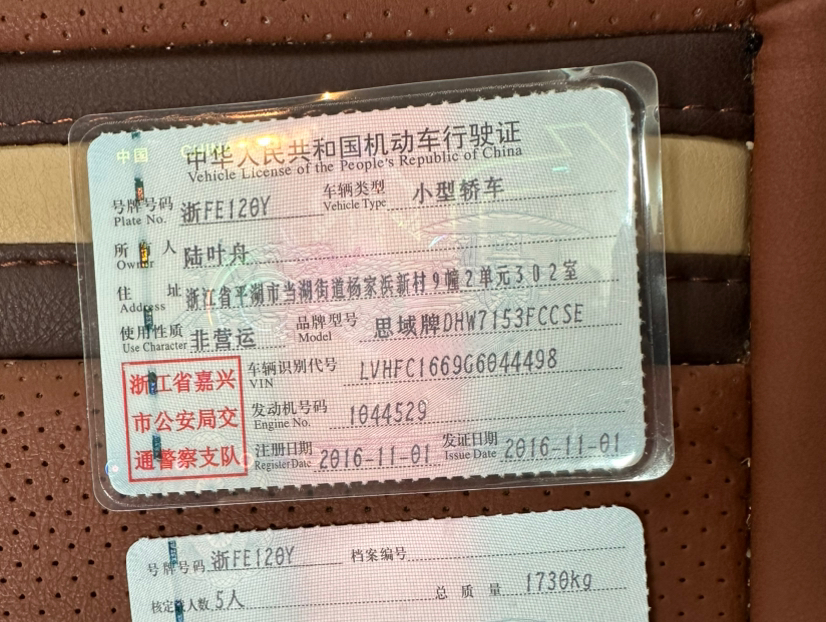 中国 CHINA
中华人民共和国机动车行驶证
Vehicle License of the People's Republic of China
号牌号码 Plate No. 浙FE120Y 车辆类型 Vehicle Type 小型轿车
所有人 Owner 陆叶舟
住址 Address 浙江省平湖市当湖街道杨家浜新村9幢2单元302室
使用性质 Use Character 非营运 品牌型号 Model 思域牌DHW7153FCCSE
浙江省嘉兴
市公安局交
通警察支队
车辆识别代号 VIN LVHFC1669G6044498
发动机号码 Engine No. 1044529
注册日期 Register Date 2016-11-01 发证日期 Issue Date 2016-11-01
号牌号码 浙FE120Y 档案编号
核定载人数 5人 总质量 1730kg